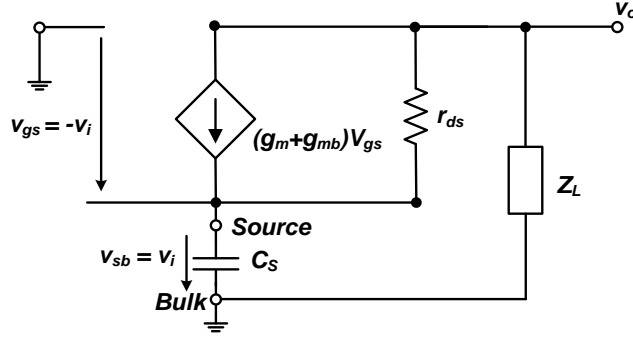 v_o
v_gs = -v_i
(g_m+g_mb)V_gs
r_ds
Z_L
Source
v_sb = v_i
C_S
Bulk